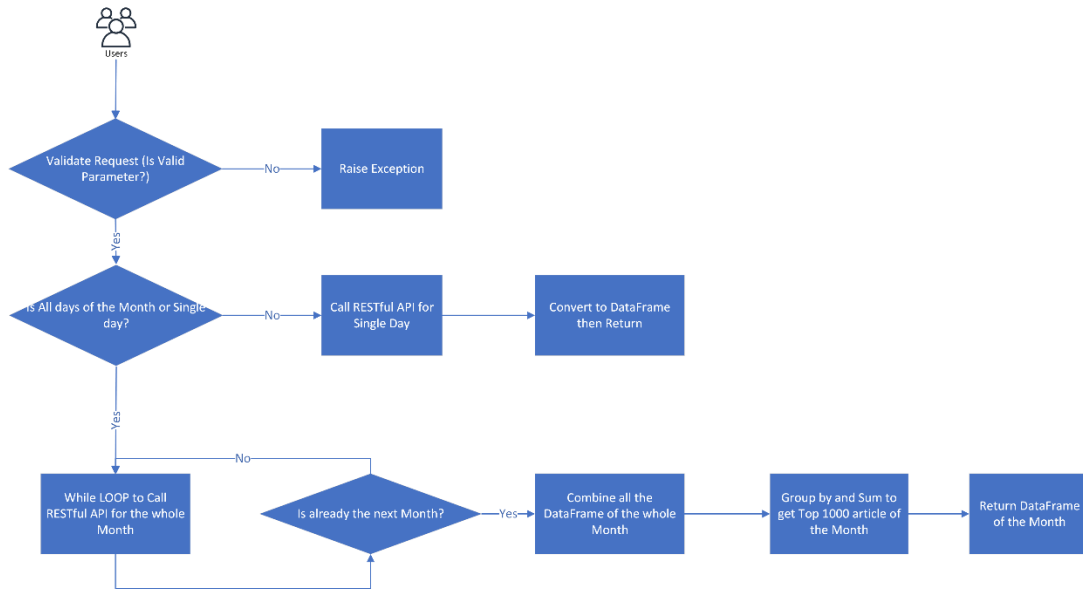 Users
Validate Request (Is Valid
Parameter?)
No
Raise Exception
Yes
Is All days of the Month or Single
day?
No
Call RESTful API for
Single Day
Convert to DataFrame
then Return
Yes
No
While LOOP to Call
RESTful API for the whole
Month
Is already the next Month?
Yes
Combine all the
DataFrame of the whole
Month
Group by and Sum to
get Top 1000 article of
the Month
Return DataFrame
of the Month